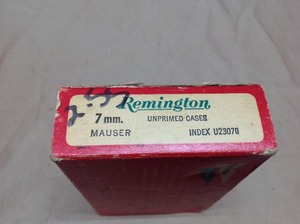 Remington
7 mm. UNPRIMED CASES
MAUSER INDEX U23070